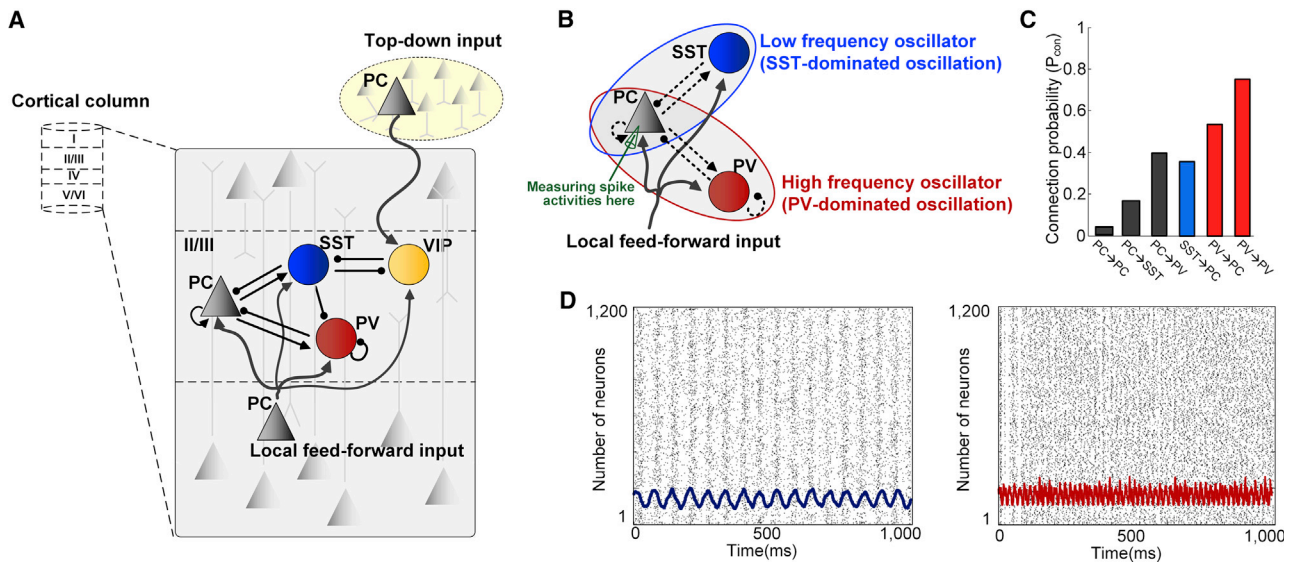 A
Top-down input
PC
Cortical column
I
II/III
IV
V/VI
II/III
SST
VIP
PC
PV
PC
Local feed-forward input
B
SST
Low frequency oscillator
(SST-dominated oscillation)
PC
PV
Measuring spike
activities here
High frequency oscillator
(PV-dominated oscillation)
Local feed-forward input
C
Connection probability (Pcon)
1
0.8
0.6
0.4
0.2
0
PC→PC
PC→SST
PC→PV
SST→PC
PV→PC
PV→PV
D
1,200
Number of neurons
1
0
500
1,000
Time(ms)
1,200
Number of neurons
1
0
500
1,000
Time(ms)